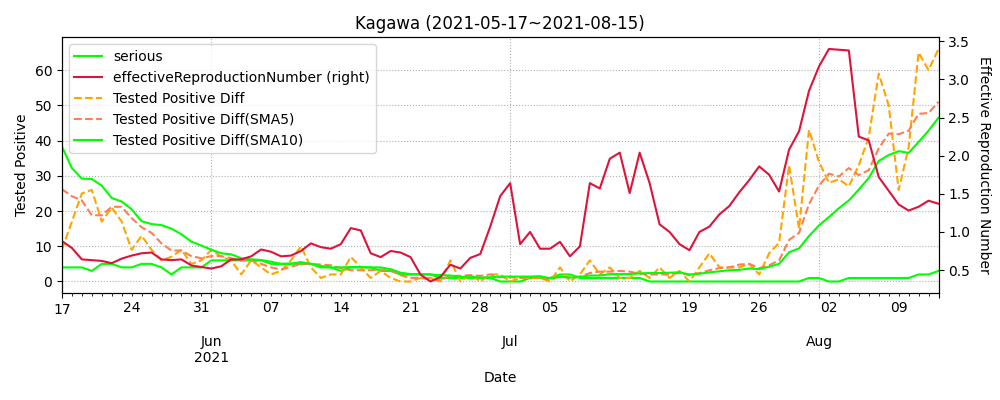 Kagawa (2021-05-17~2021-08-15)
serious
effectiveReproductionNumber (right)
Tested Positive Diff
Tested Positive Diff(SMA5)
Tested Positive Diff(SMA10)
Tested Positive
60
50
40
30
20
10
0
3.5
3.0
2.5
2.0
1.5
1.0
0.5
Effective Reproduction Number
17 24 31 07 14 21 28 05 12 19 26 02 09
Jun Jul Aug
2021
Date